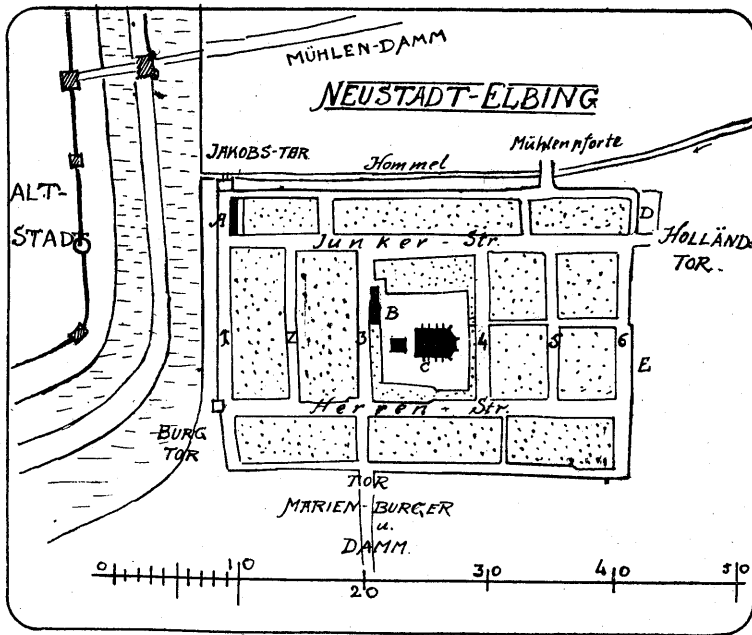 MÜHLEN-DAMM
NEUSTADT-ELBING
Mühlenpforte
JAKOBS-TOR
Hommel
ALT-
STADT
A
D
Junker-Str.
HOLLÄND.
TOR.
B
1
2
3
4
5
6
C
E
Herren-Str.
BURG
TOR
TOR
MARIEN-BURGER
u.
DAMM.
0
10
20
30
40
50